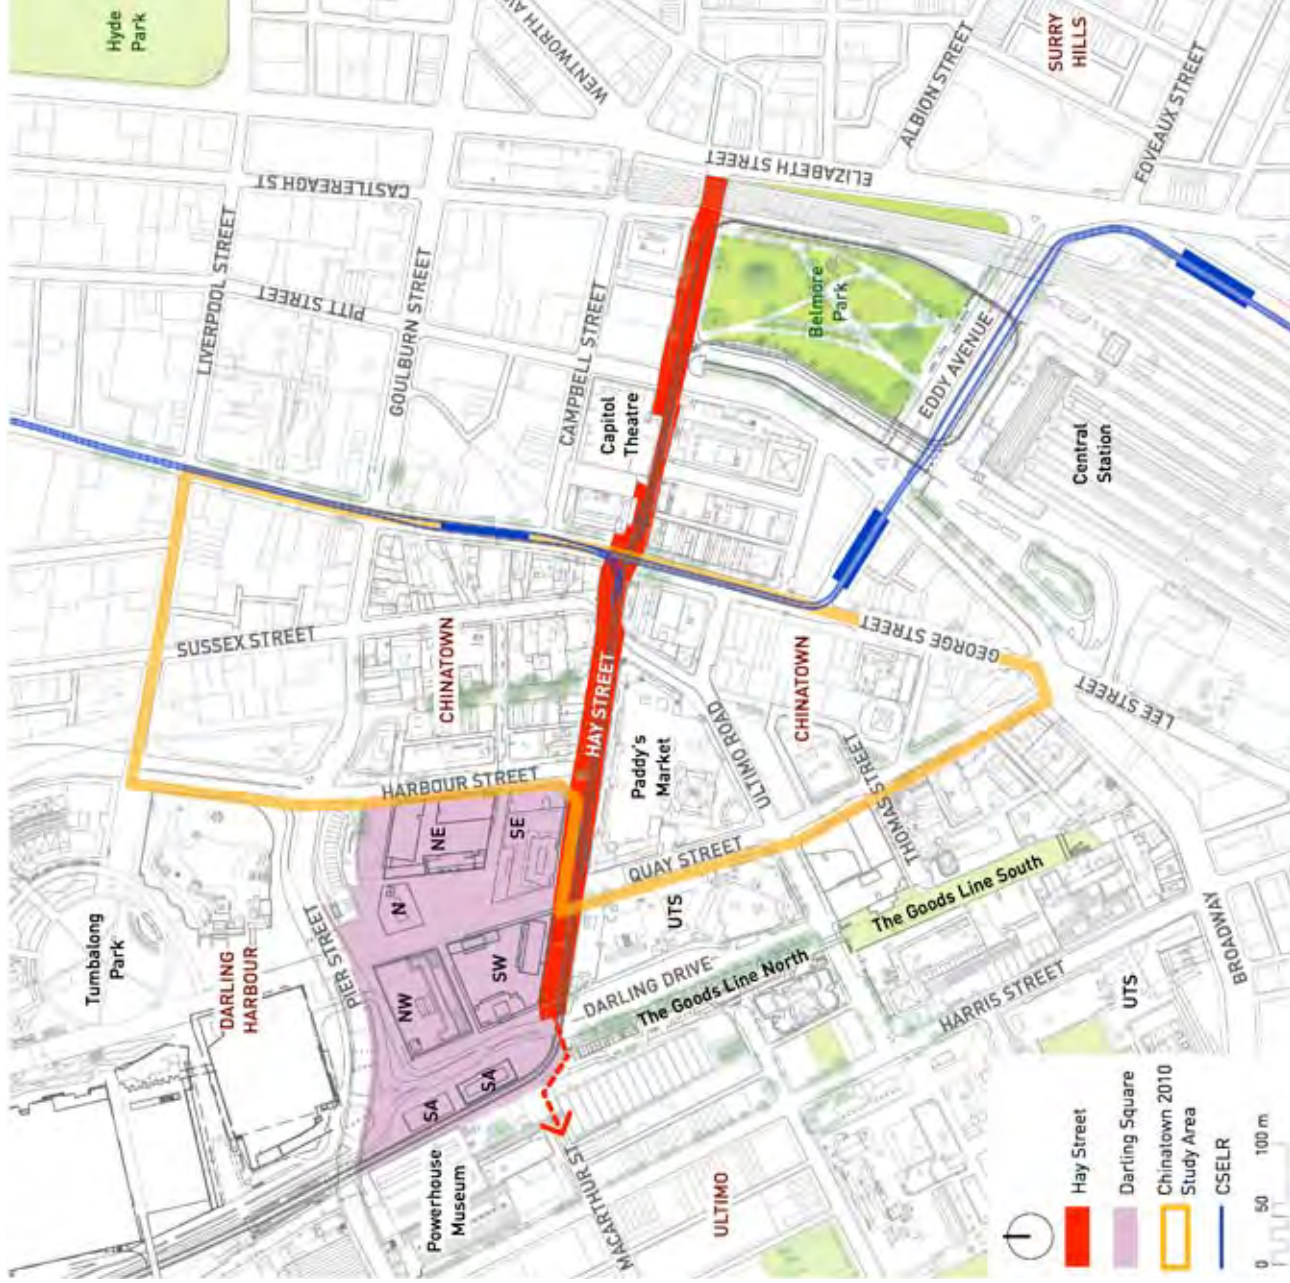 Hyde
Park
WENTWORTH AV
SURRY
HILLS
ALBION STREET
FOVEAUX STREET
ELIZABETH STREET
CASTLEREAGH ST
LIVERPOOL STREET
PITT STREET
GOULBURN STREET
CAMPBELL STREET
Capitol
Theatre
Belmore
Park
EDDY AVENUE
Central
Station
SUSSEX STREET
CHINATOWN
HAY STREET
GEORGE STREET
LEE STREET
CHINATOWN
ULTIMO ROAD
THOMAS STREET
Paddy's
Market
HARBOUR STREET
QUAY STREET
NE
SE
N
NW
SW
SA
SA
Tumbalong
Park
DARLING
HARBOUR
PIER STREET
UTS
DARLING DRIVE
The Goods Line North
The Goods Line South
HARRIS STREET
BROADWAY
UTS
Powerhouse
Museum
MACARTHUR ST
ULTIMO
Hay Street
Darling Square
Chinatown 2010
Study Area
CSELR
0 50 100 m